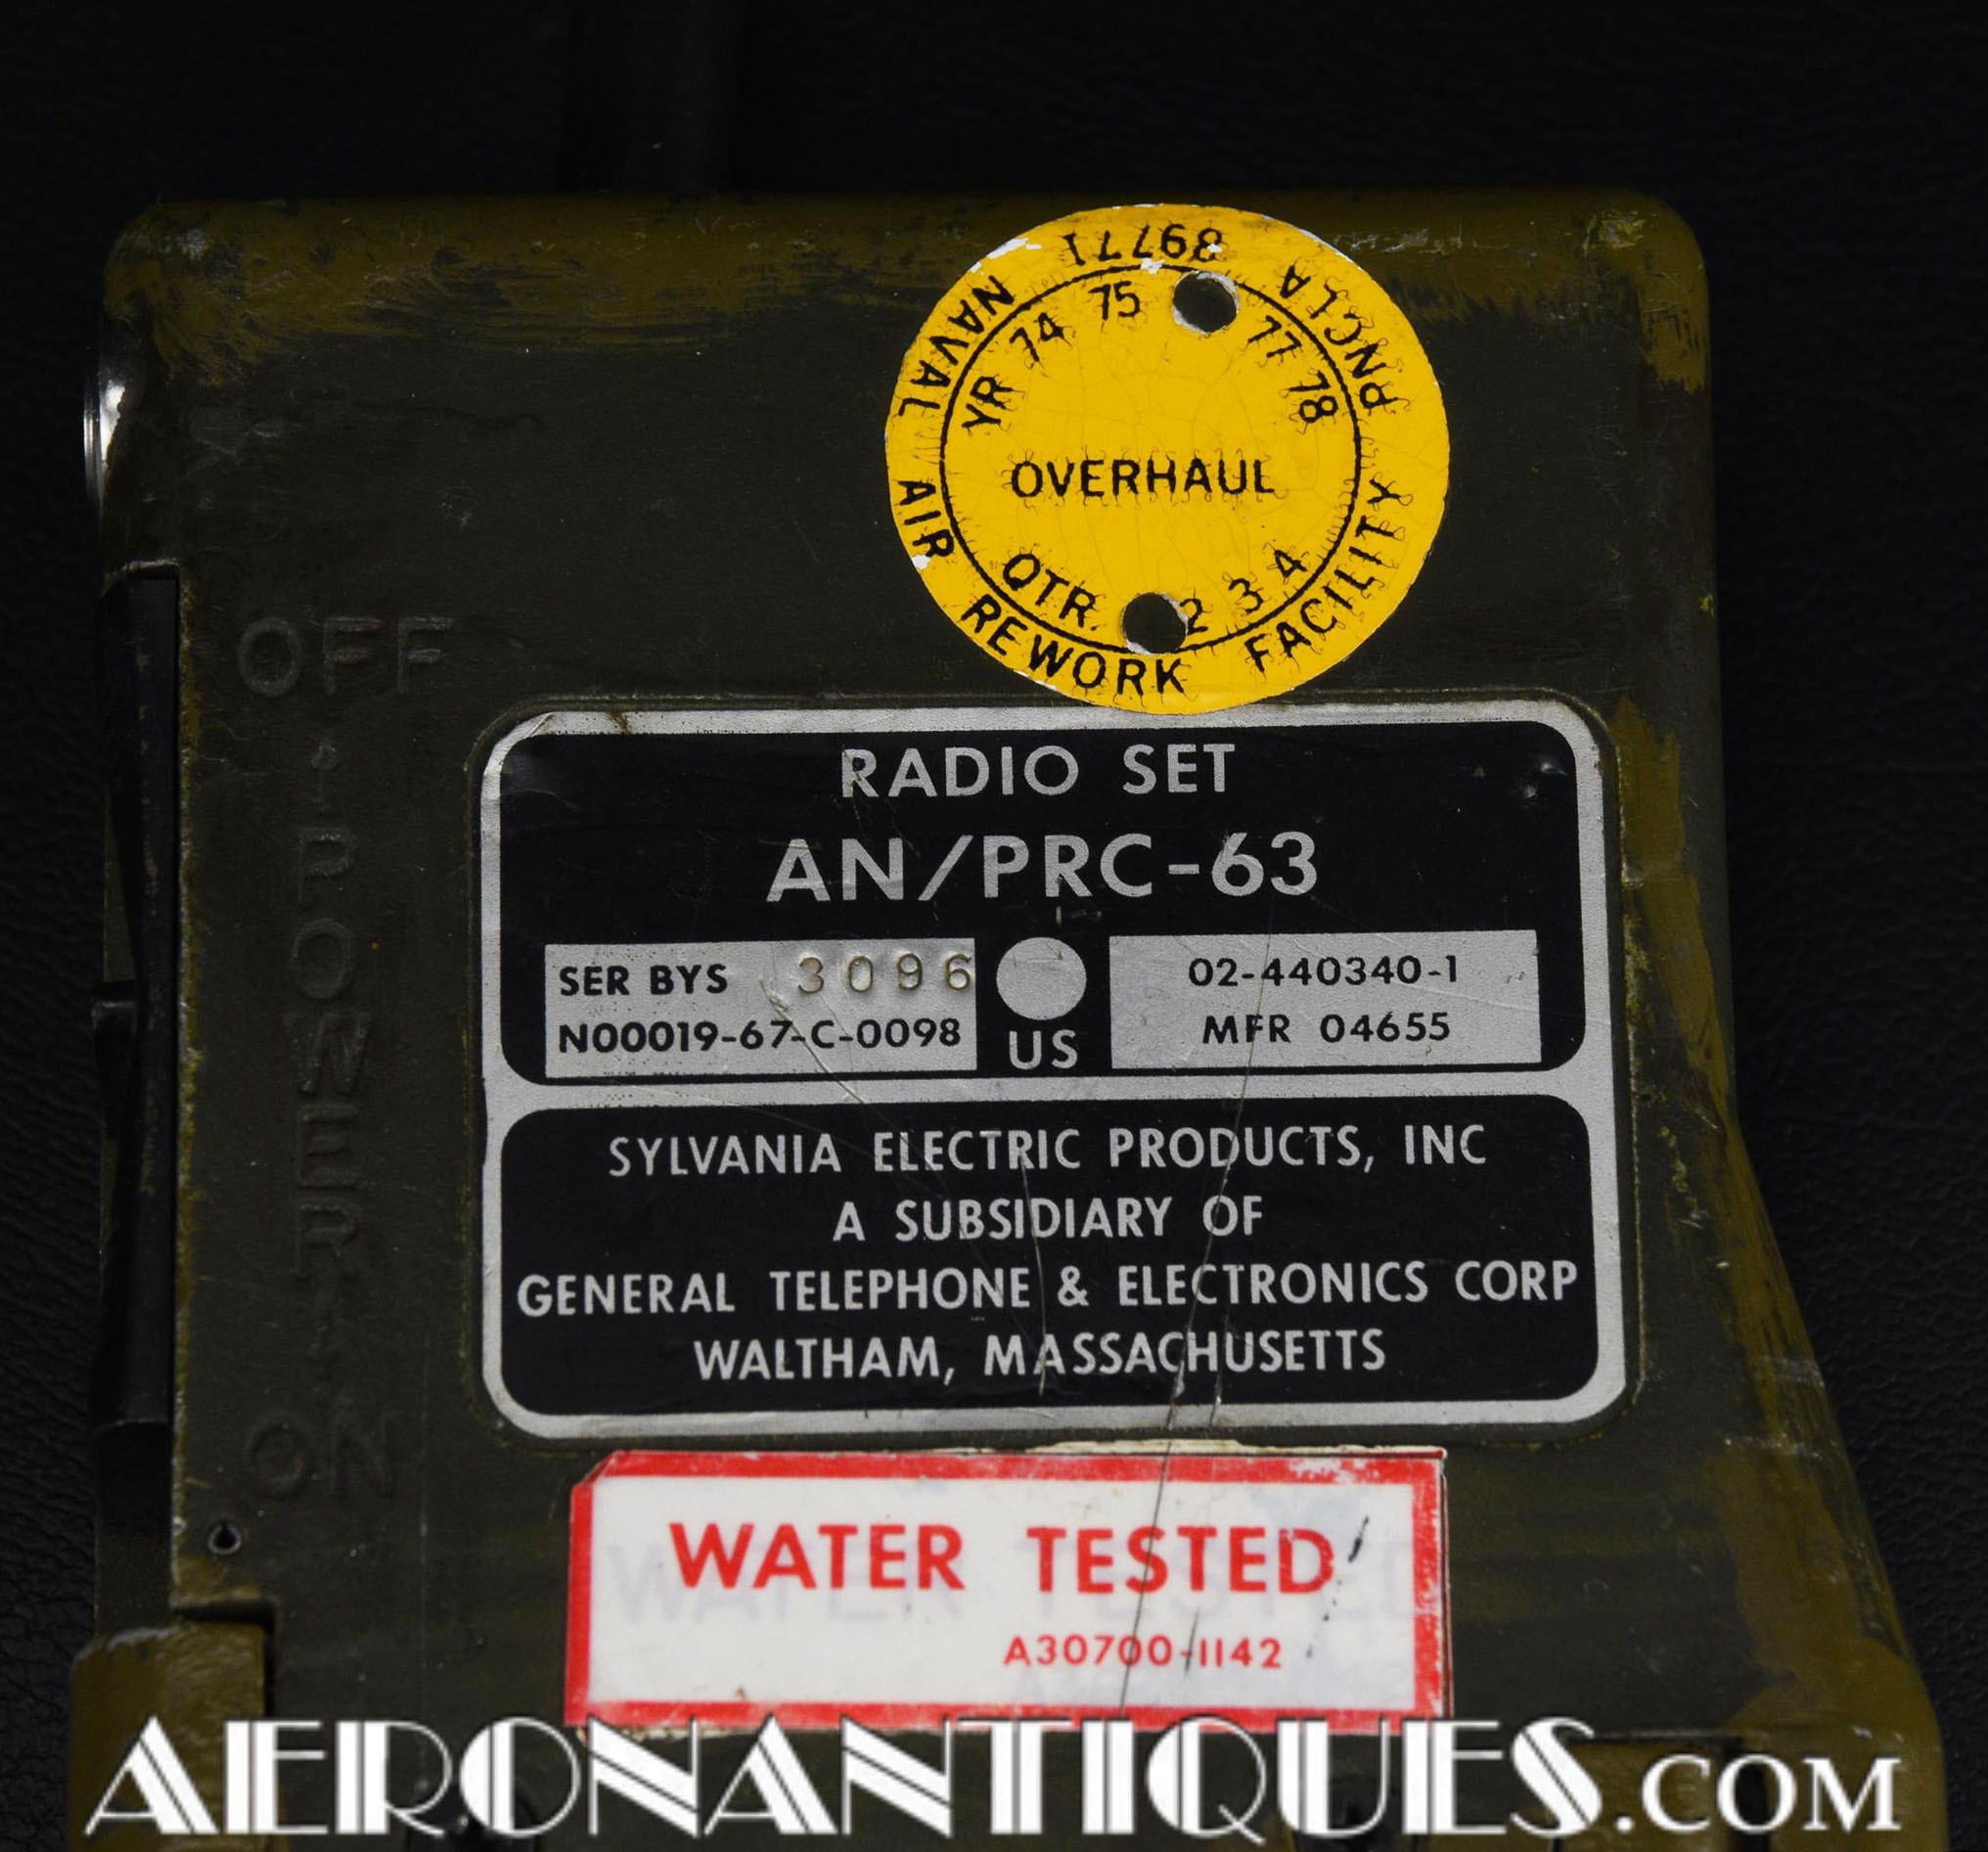 NAVAL AIR REWORK FACILITY PNCLA 89771
YR 74 75 77 78
OVERHAUL
QTR. 2 3 4
OFF
POWER
ON
RADIO SET
AN/PRC-63
SER BYS 3096
N00019-67-C-0098
US
02-440340-1
MFR 04655
SYLVANIA ELECTRIC PRODUCTS, INC
A SUBSIDIARY OF
GENERAL TELEPHONE & ELECTRONICS CORP
WALTHAM, MASSACHUSETTS
WATER TESTED
A30700-1142
AERONANTIQUES.COM